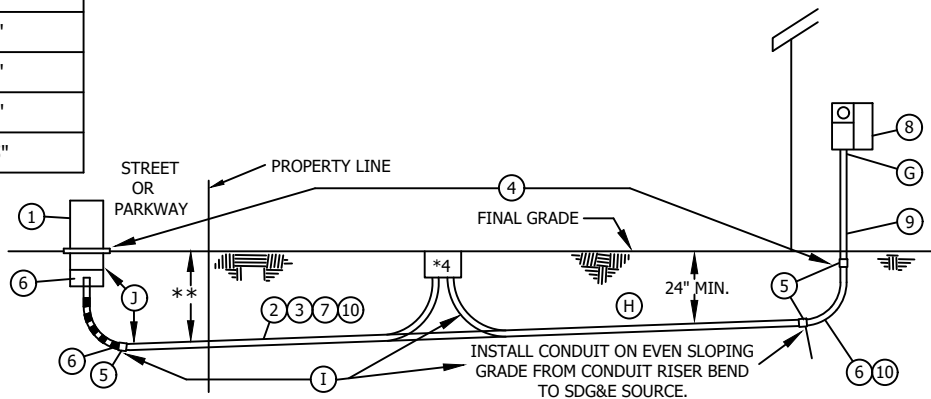 "
"
"
"
STREET
OR
PARKWAY
PROPERTY LINE
4
8
G
1
FINAL GRADE
9
*4
6
J
**
24" MIN.
5
H
2 3 7 10
6
5
I
INSTALL CONDUIT ON EVEN SLOPING
GRADE FROM CONDUIT RISER BEND
TO SDG&E SOURCE.
6 10